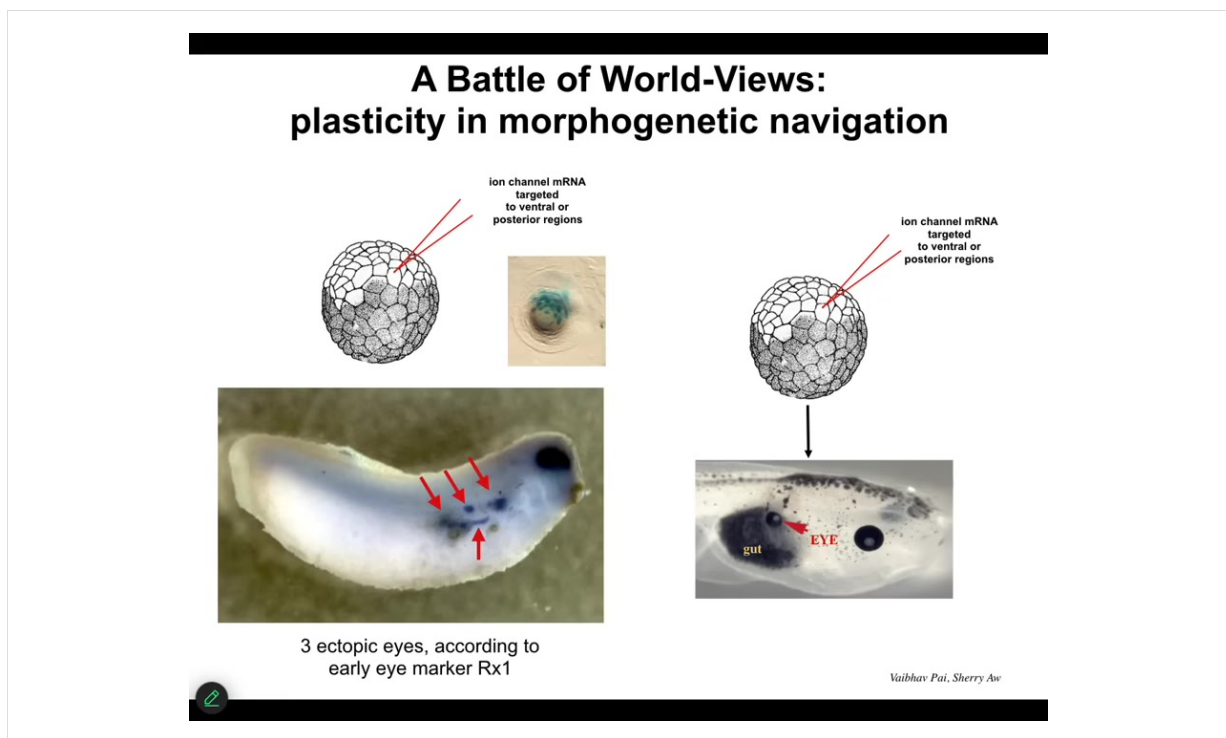 A Battle of World-Views:
plasticity in morphogenetic navigation
ion channel mRNA
targeted
to ventral or
posterior regions
ion channel mRNA
targeted
to ventral or
posterior regions
gut
EYE
3 ectopic eyes, according to
early eye marker Rx1
Vaibhav Pai, Sherry Aw